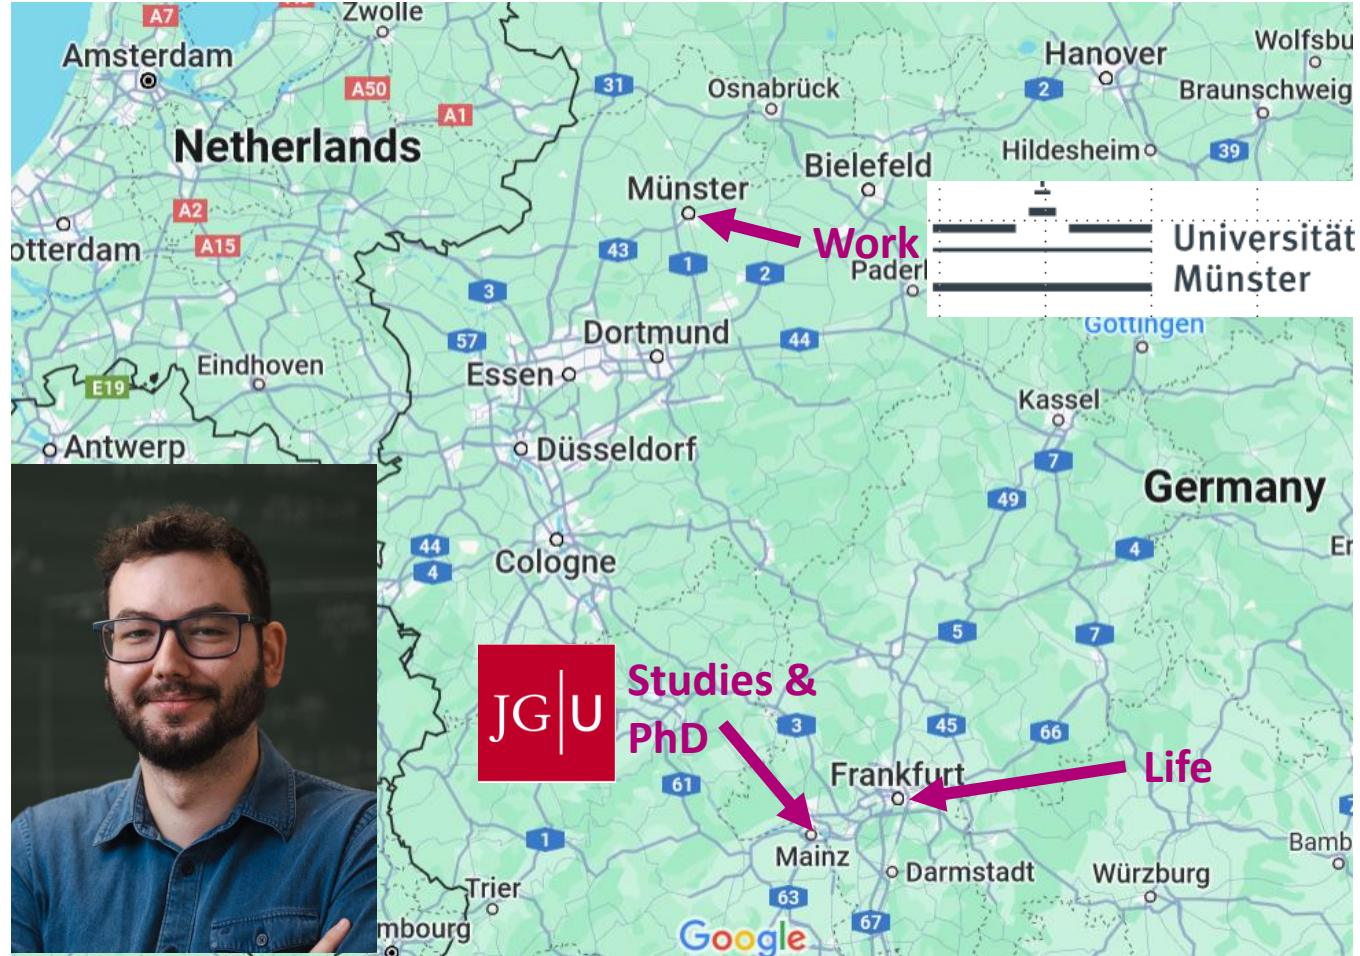 A7
Zwolle
Amsterdam
Hanover
Wolfsbu
A50
31
Osnabrück
2
Braunschweig
A1
Netherlands
Hildesheim
39
Bielefeld
Münster
A2
Work
Universität
Münster
otterdam
A15
43
1
2
Paderl
3
Göttingen
57
Dortmund
44
Eindhoven
Essen
E19
Kassel
Antwerp
Düsseldorf
7
Germany
49
44
4
Cologne
4
Er
5
7
JG|U
Studies &
PhD
3
45
66
Life
Frankfurt
61
1
Mainz
Bamb
Darmstadt
Würzburg
Trier
63
67
mbourg
Google